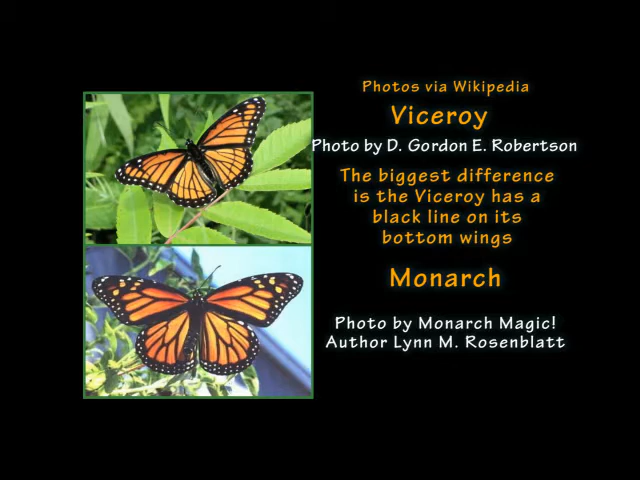 Photos via Wikipedia
Viceroy
Photo by D. Gordon E. Robertson
The biggest difference
is the Viceroy has a
black line on its
bottom wings
Monarch
Photo by Monarch Magic!
Author Lynn M. Rosenblatt